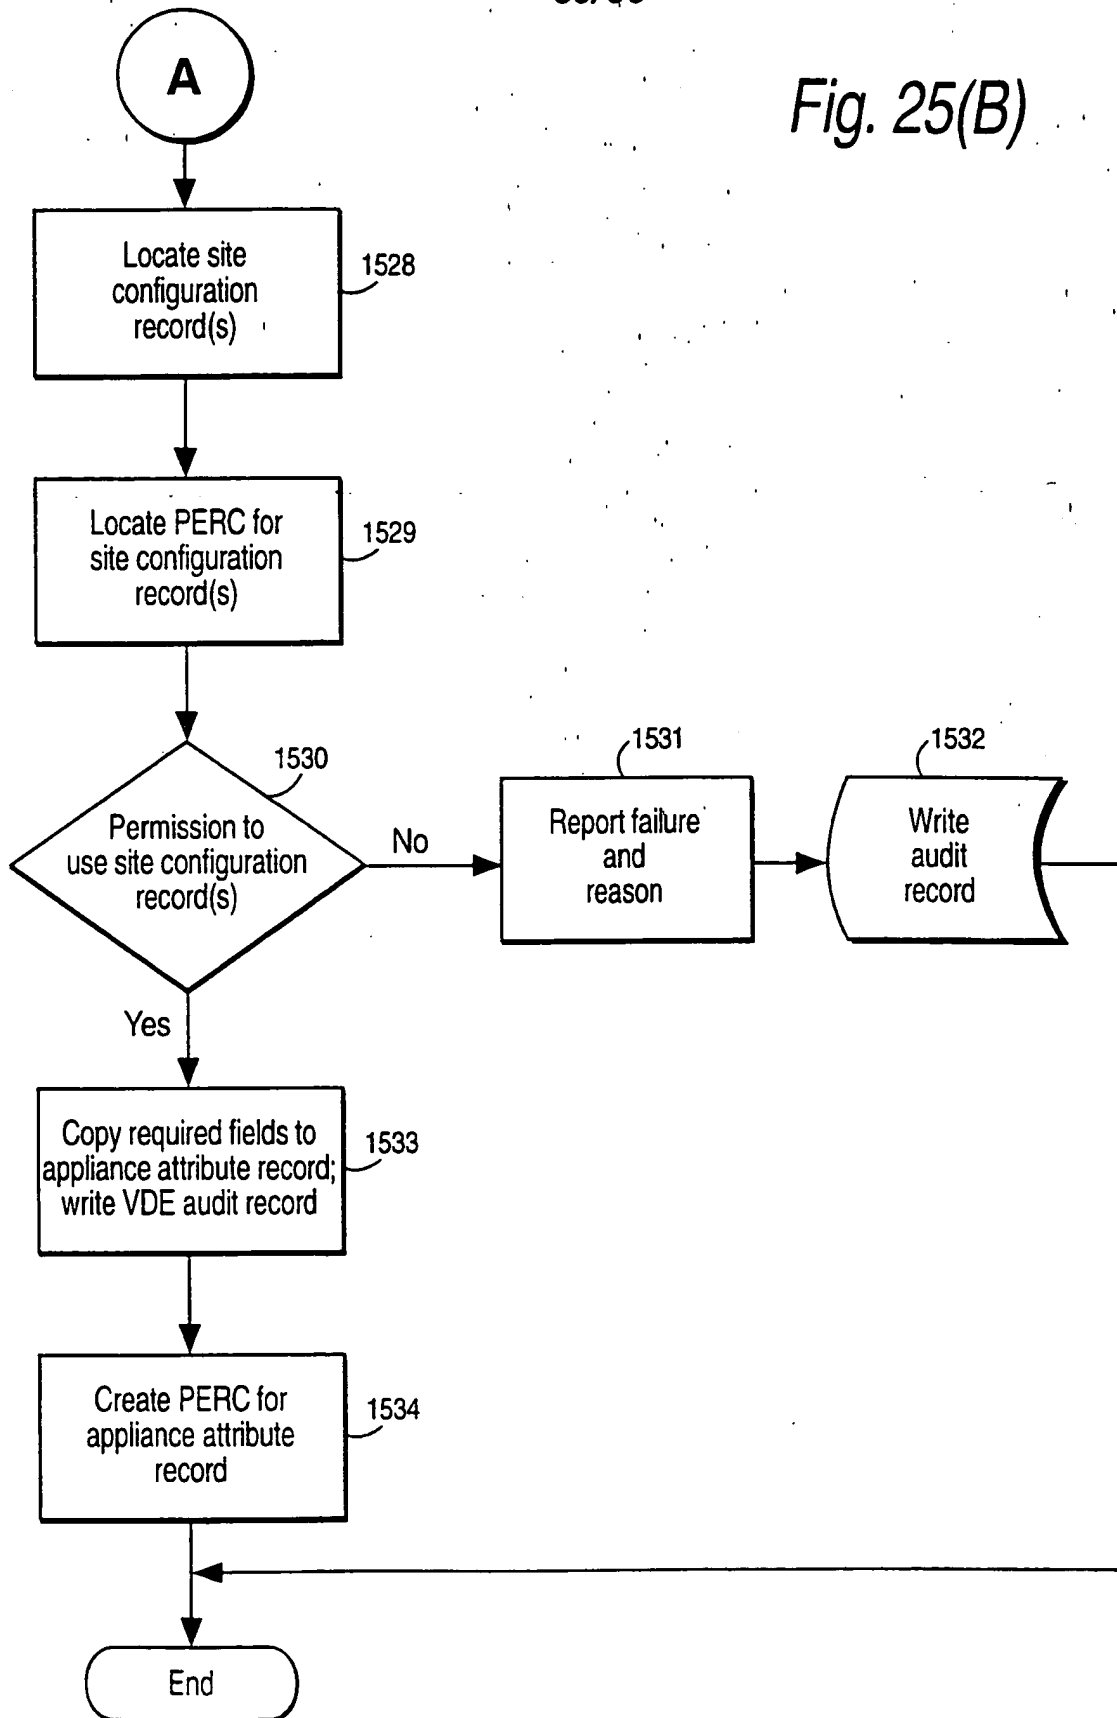 A
Fig. 25(B)
Locate site
configuration
record(s)
1528
Locate PERC for
site configuration
record(s)
1529
1530
Permission to
use site configuration
record(s)
No
Yes
1531
Report failure
and
reason
1532
Write
audit
record
Copy required fields to
appliance attribute record;
write VDE audit record
1533
Create PERC for
appliance attribute
record
1534
End